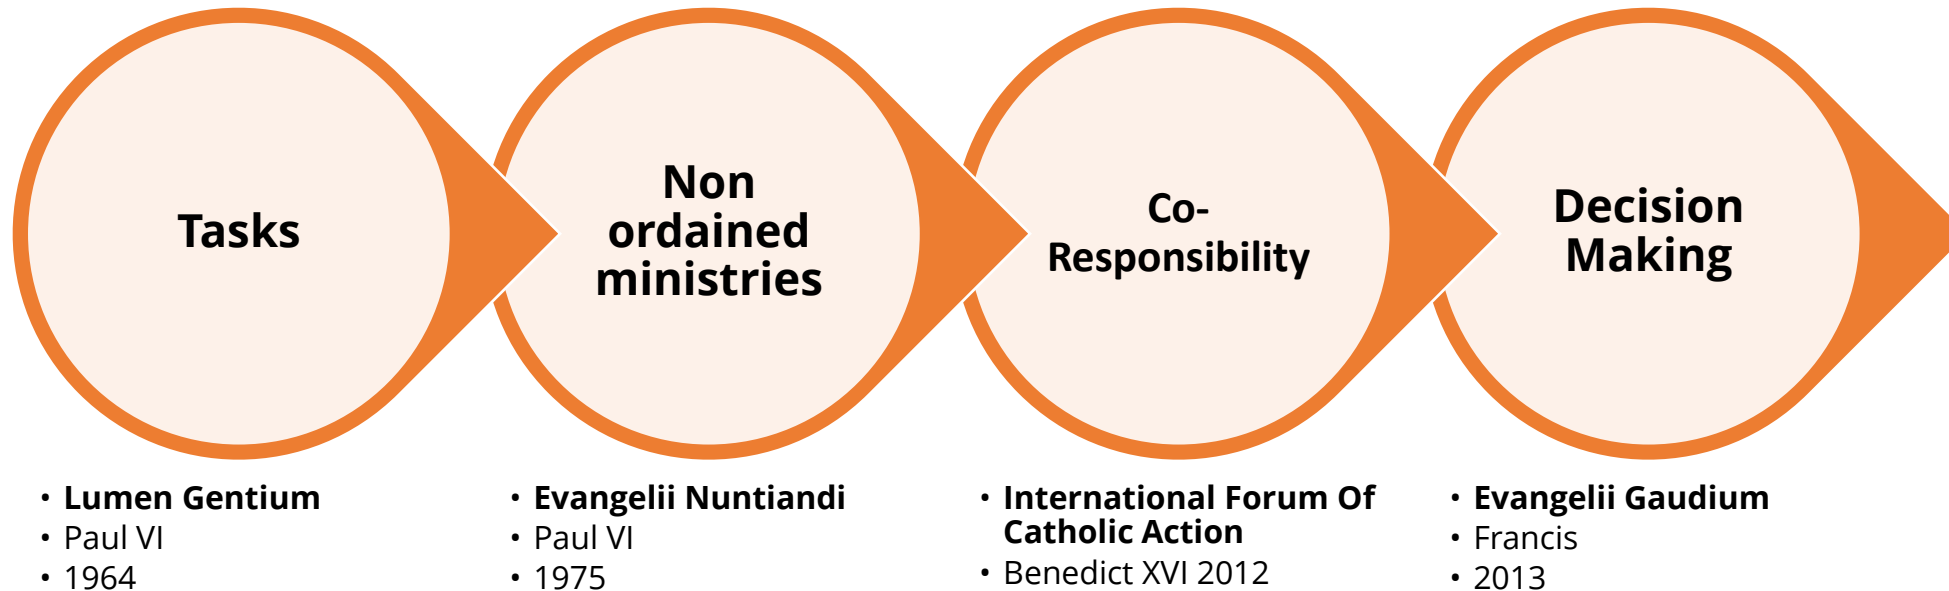 Tasks
Non
ordained
ministries
Co-
Responsibility
Decision
Making
• Lumen Gentium
• Paul VI
• 1964
• Evangelii Nuntiandi
• Paul VI
• 1975
• International Forum Of
Catholic Action
• Benedict XVI 2012
• Evangelii Gaudium
• Francis
• 2013